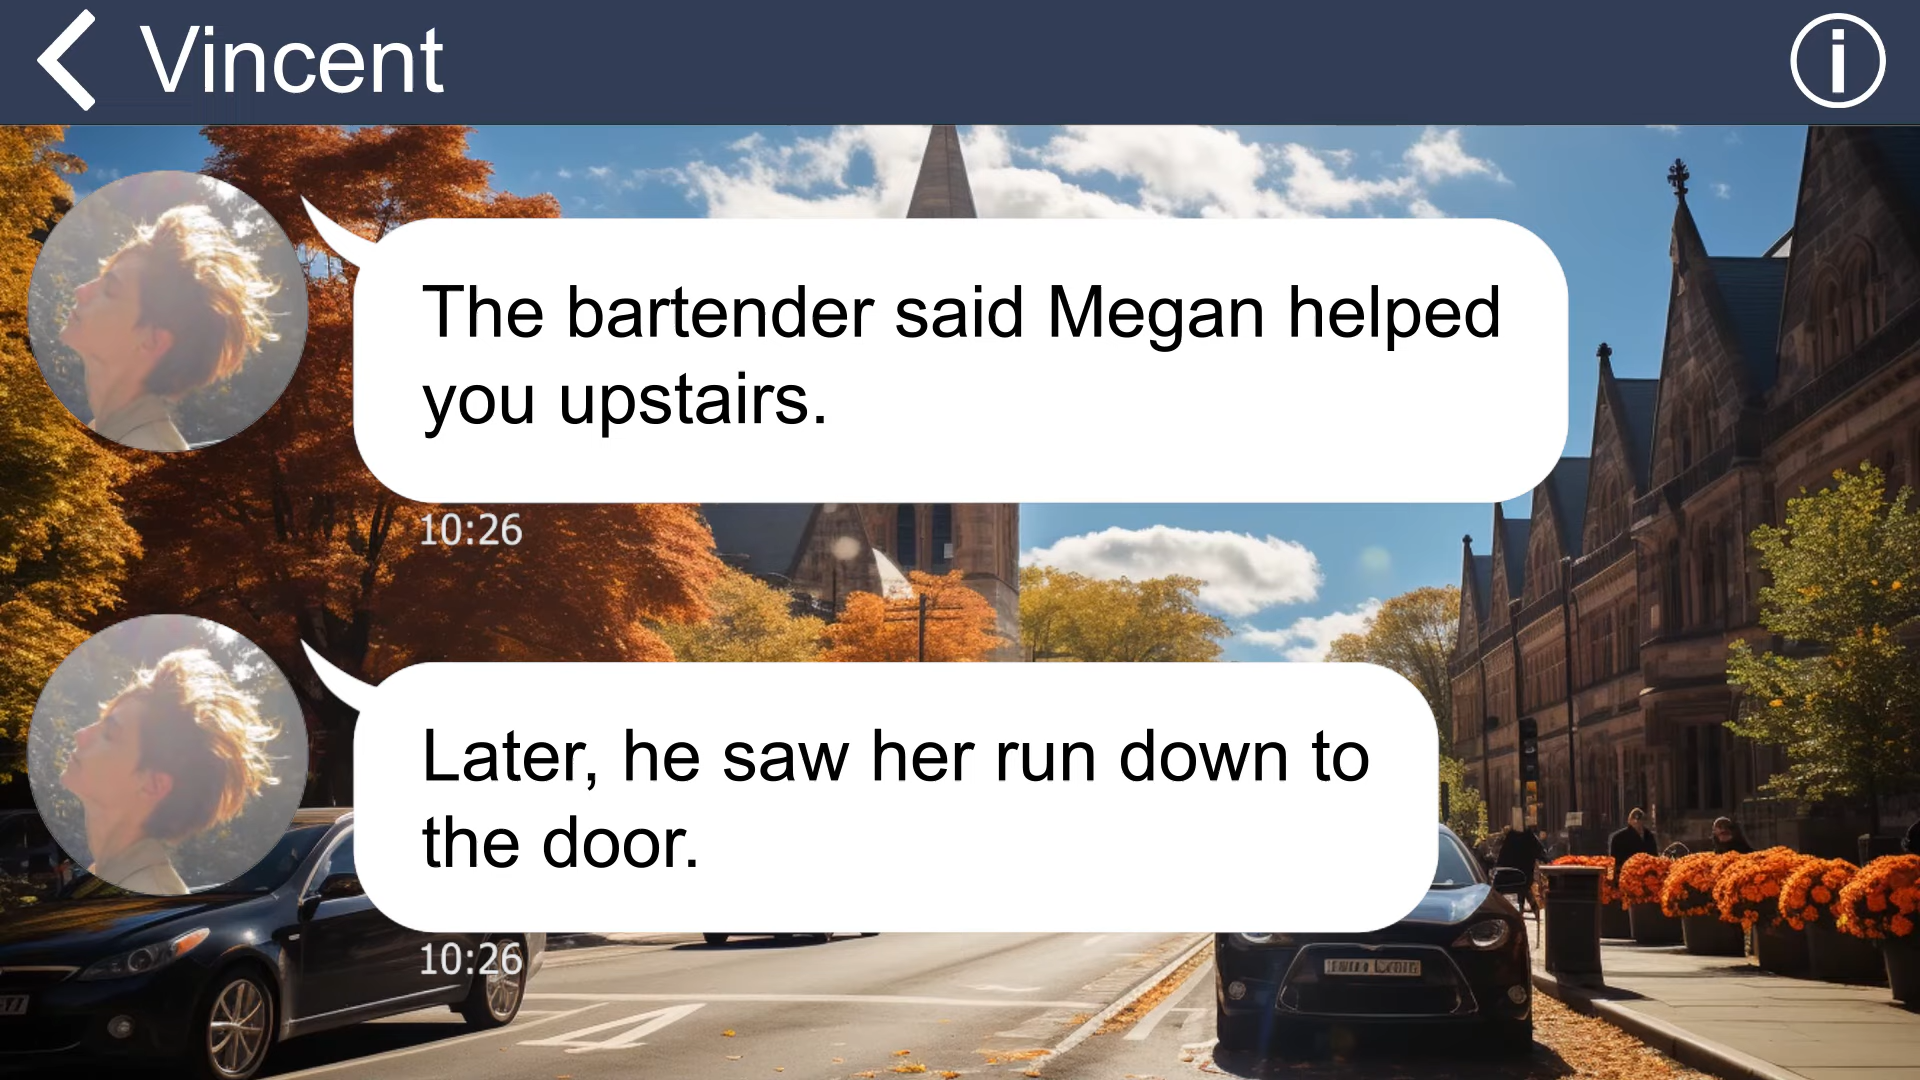 Vincent
The bartender said Megan helped
you upstairs.
10:26
Later, he saw her run down to
the door.
10:26